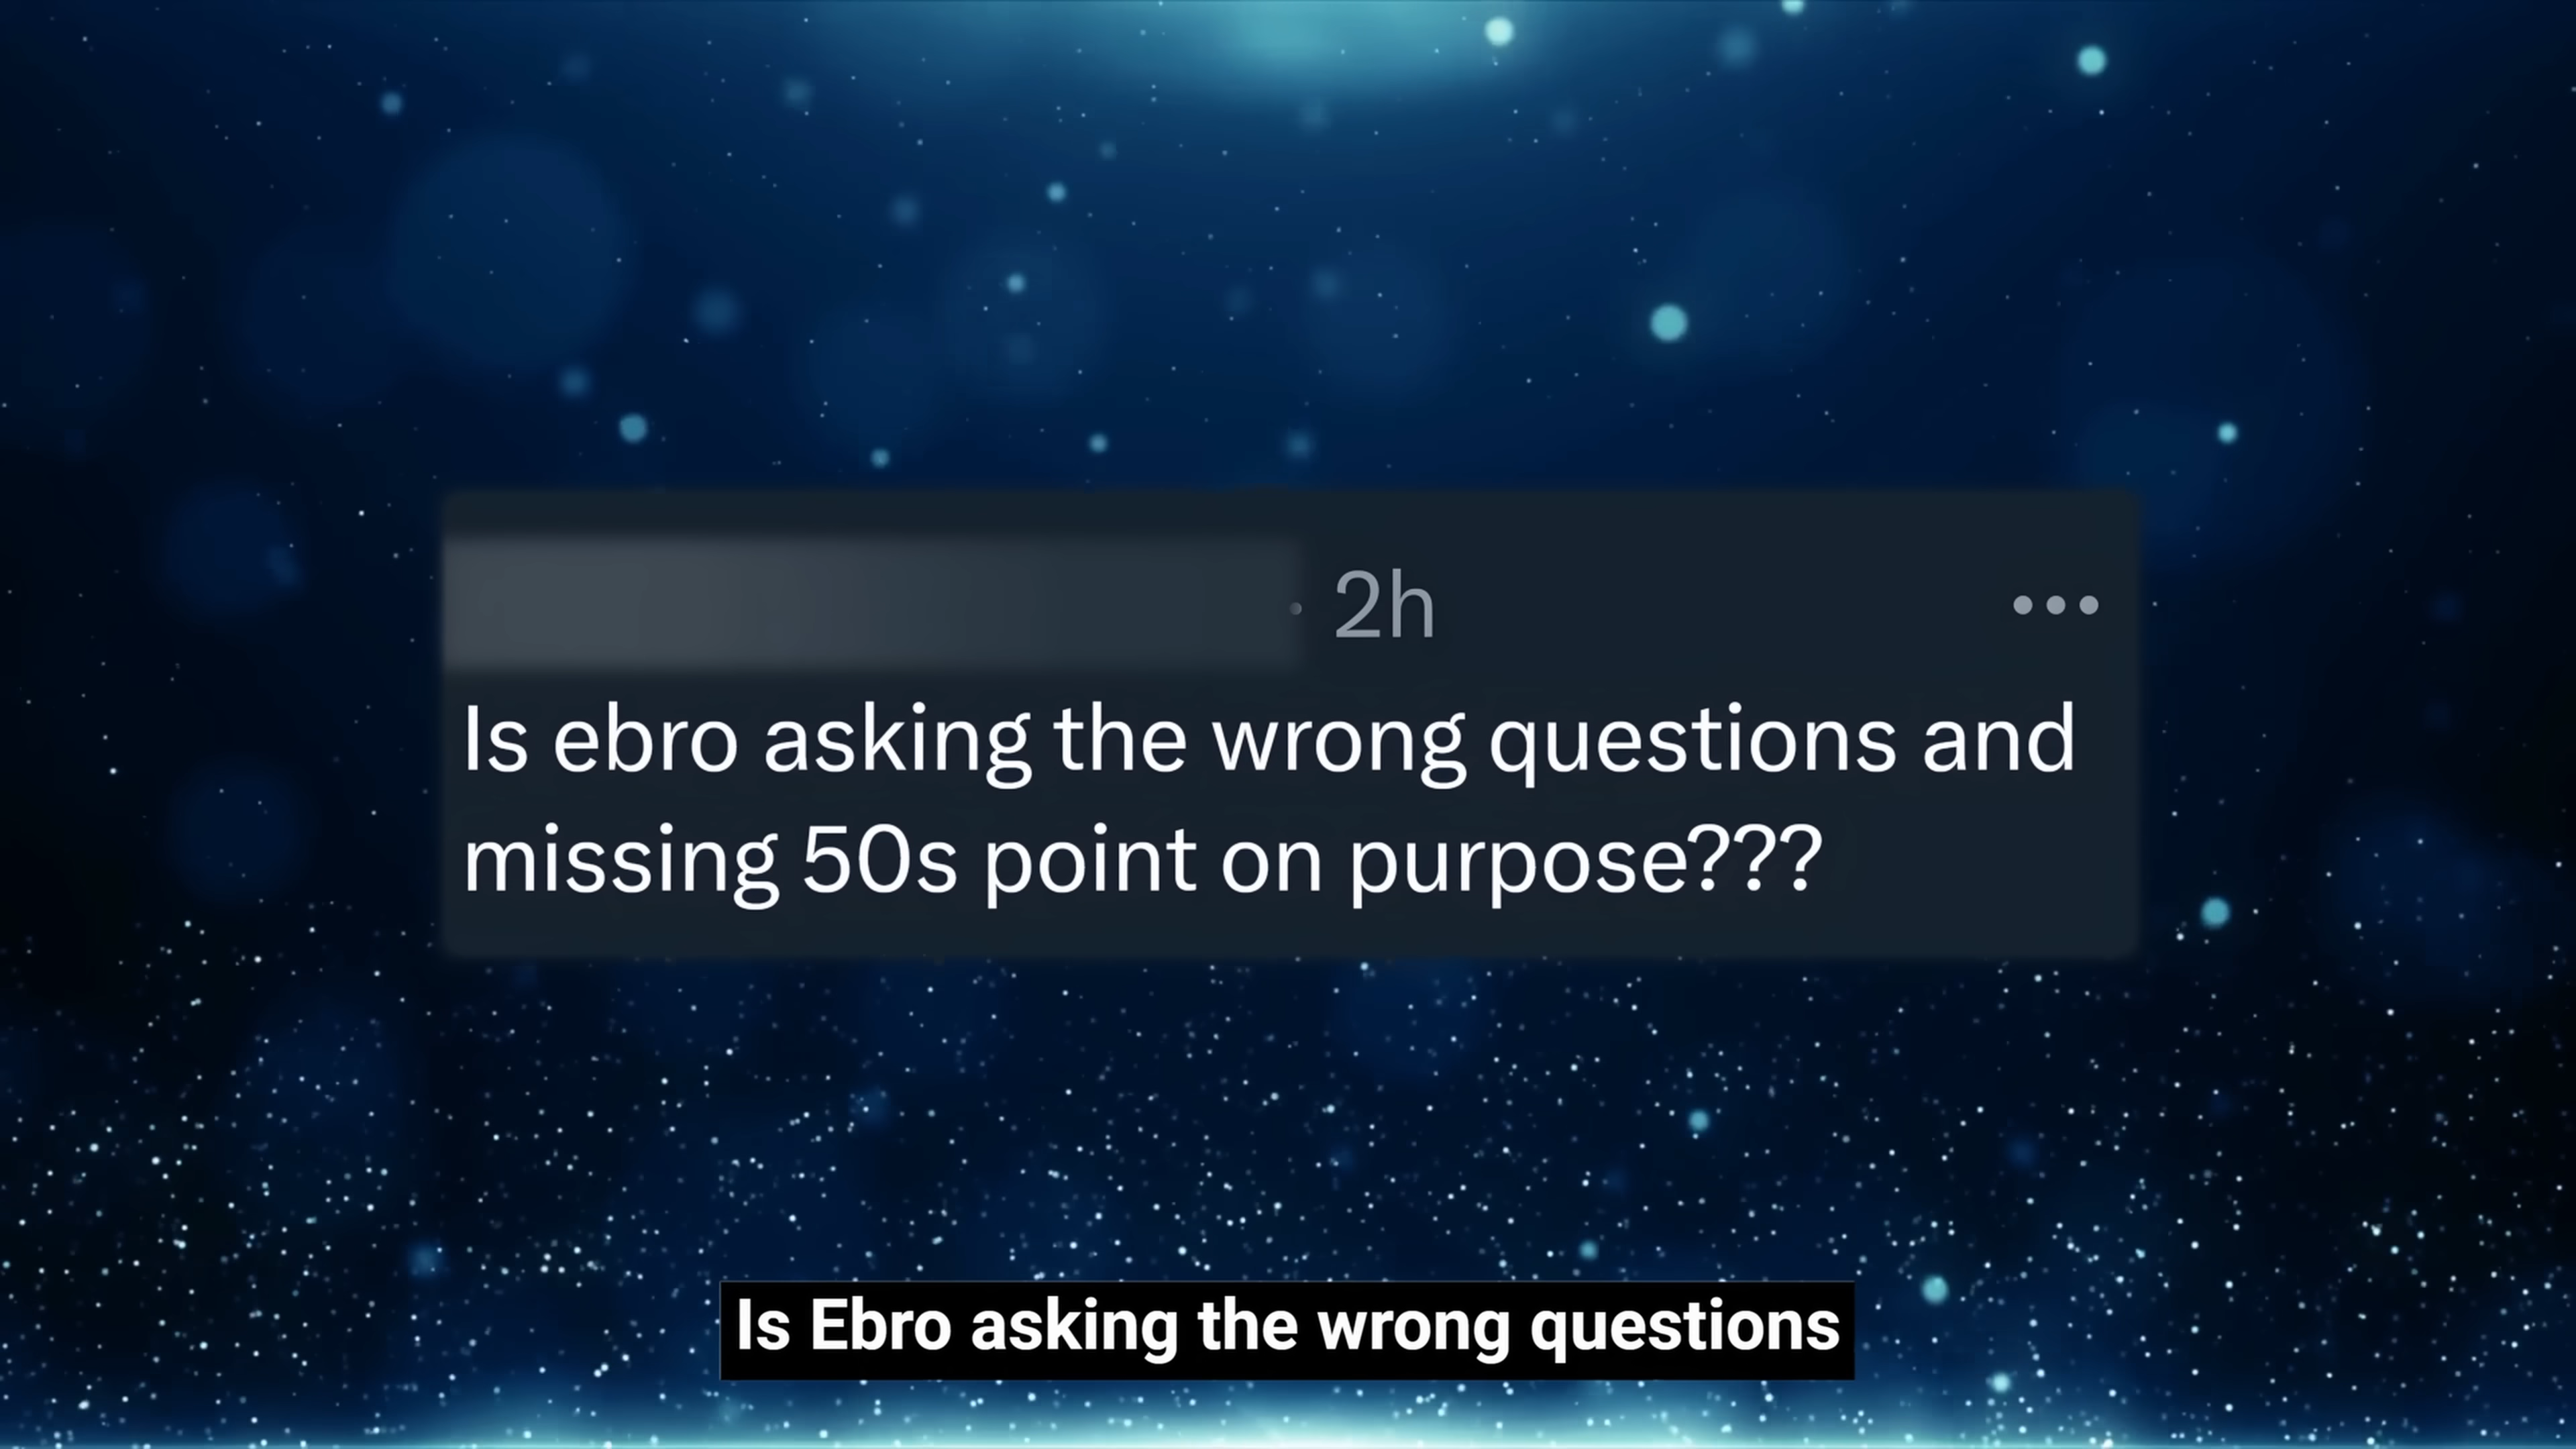 · 2h
Is ebro asking the wrong questions and
missing 50s point on purpose???
Is Ebro asking the wrong questions